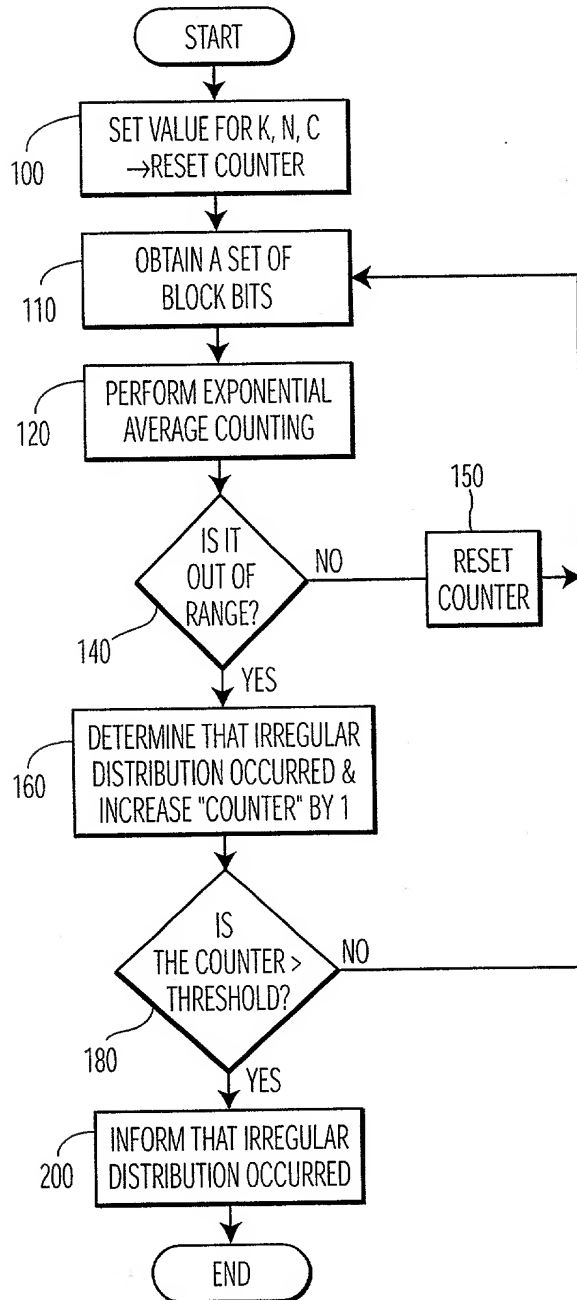 START
SET VALUE FOR K, N, C
→RESET COUNTER
100
OBTAIN A SET OF
BLOCK BITS
110
PERFORM EXPONENTIAL
AVERAGE COUNTING
120
IS IT
OUT OF
RANGE?
140
NO
150
RESET
COUNTER
YES
DETERMINE THAT IRREGULAR
DISTRIBUTION OCCURRED &
INCREASE "COUNTER" BY 1
160
IS
THE COUNTER >
THRESHOLD?
180
NO
YES
INFORM THAT IRREGULAR
DISTRIBUTION OCCURRED
200
END